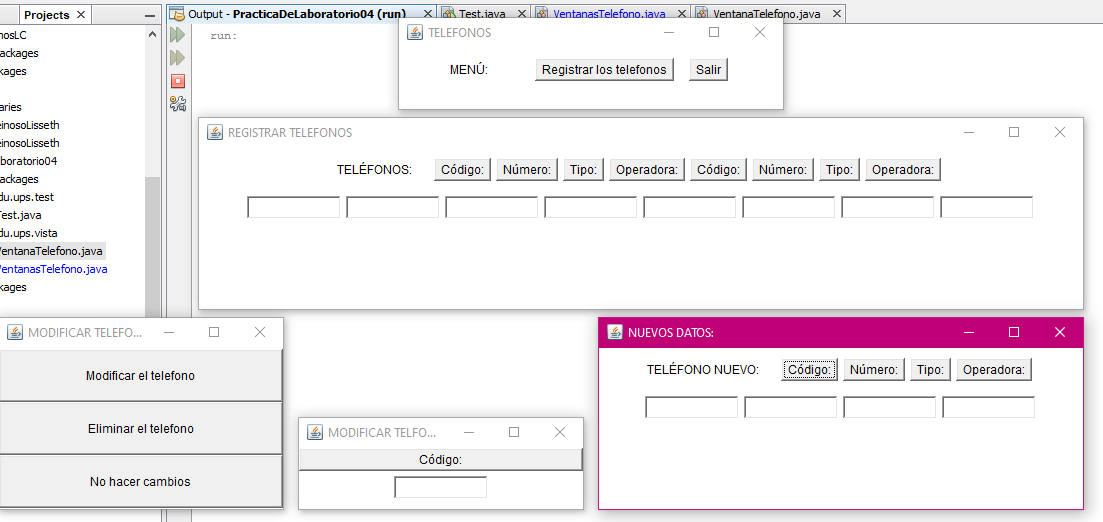 Projects
Output - PracticaDeLaboratorio04 (run)
Test.java
VentanasTelefono.java
VentanaTelefono.java
run:
TELEFONOS
MENÚ:
Registrar los telefonos
Salir
REGISTRAR TELEFONOS
TELÉFONOS:
Código:
Número:
Tipo:
Operadora:
Código:
Número:
Tipo:
Operadora:
nosLC
ackages
kages
aries
einosoLisseth
einosoLisseth
boratorio04
ackages
du.ups.test
Test.java
du.ups.vista
VentanaTelefono.java
VentanasTelefono.java
kages
MODIFICAR TELEFO...
Modificar el telefono
Eliminar el telefono
No hacer cambios
MODIFICAR TELFO...
Código:
NUEVOS DATOS:
TELÉFONO NUEVO:
Código:
Número:
Tipo:
Operadora: